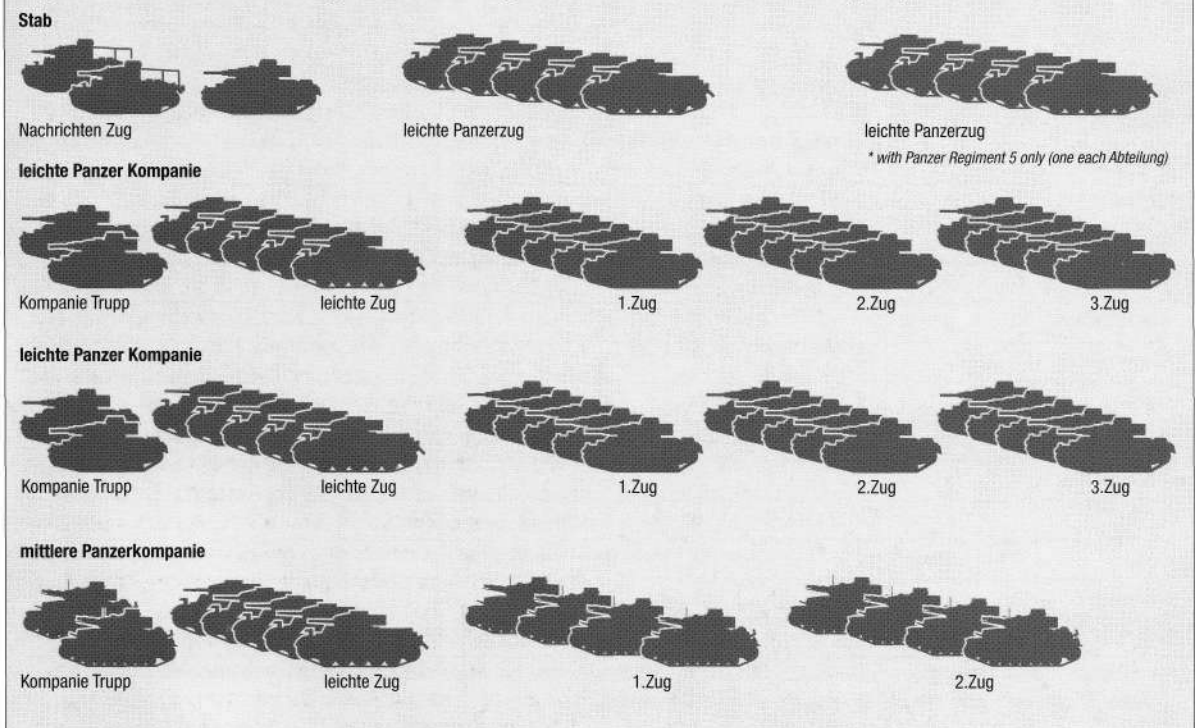 Stab
Nachrichten Zug
leichte Panzerzug
leichte Panzerzug
* with Panzer Regiment 5 only (one each Abteilung)
leichte Panzer Kompanie
Kompanie Trupp
leichte Zug
1.Zug
2.Zug
3.Zug
leichte Panzer Kompanie
Kompanie Trupp
leichte Zug
1.Zug
2.Zug
3.Zug
mittlere Panzerkompanie
Kompanie Trupp
leichte Zug
1.Zug
2.Zug